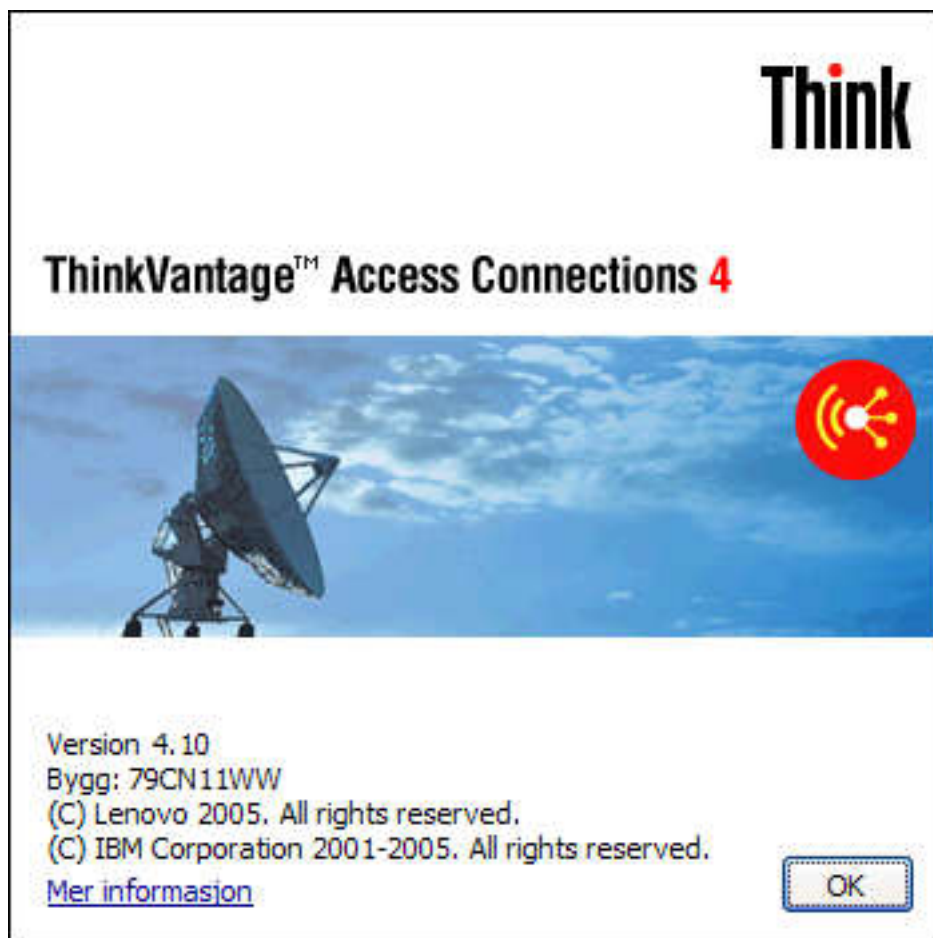 Think
ThinkVantage™ Access Connections 4
Version 4.10
Bygg: 79CN11WW
(C) Lenovo 2005. All rights reserved.
(C) IBM Corporation 2001-2005. All rights reserved.
Mer informasjon
OK